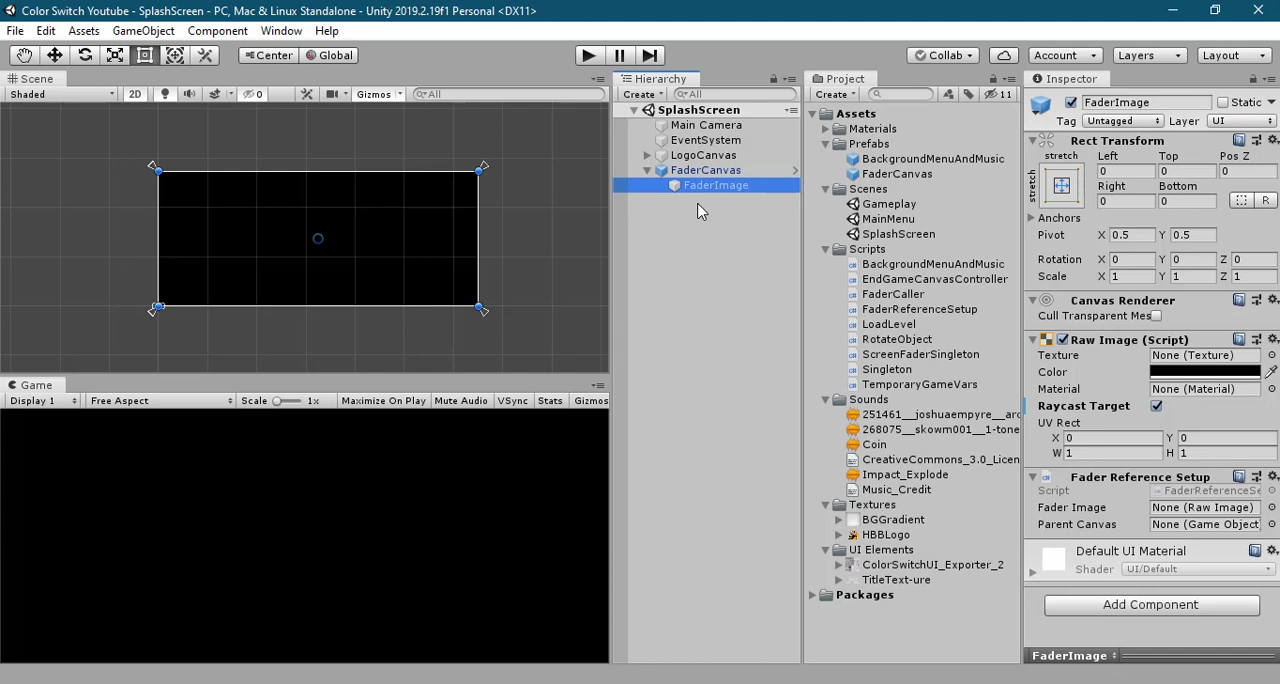 Color Switch Youtube - SplashScreen - PC, Mac & Linux Standalone - Unity 2019.2.19f1 Personal <DX11>
File Edit Assets GameObject Component Window Help
Center Global Collab Account Layers Layout
Scene
Shaded 2D 0 Gizmos All
Game
Display 1 Free Aspect Scale 1x Maximize On Play Mute Audio VSync Stats Gizmos
Hierarchy
Create All
SplashScreen
Main Camera
EventSystem
LogoCanvas
FaderCanvas
FaderImage
Project
Create 11
Assets
Materials
Prefabs
BackgroundMenuAndMusic
FaderCanvas
Scenes
Gameplay
MainMenu
SplashScreen
Scripts
BackgroundMenuAndMusic
EndGameCanvasController
FaderCaller
FaderReferenceSetup
LoadLevel
RotateObject
ScreenFaderSingleton
Singleton
TemporaryGameVars
Sounds
251461__joshuaempyre__arc
268075__skowm001__1-tone
Coin
CreativeCommons_3.0_Licen
Impact_Explode
Music_Credit
Textures
BGGradient
HBBLogo
UI Elements
ColorSwitchUI_Exporter_2
TitleText-ure
Packages
Inspector
FaderImage Static
Tag Untagged Layer UI
Rect Transform
stretch Left Top Pos Z
stretch 0 0 0
Right Bottom
0 0 R
Anchors
Pivot X 0.5 Y 0.5
Rotation X 0 Y 0 Z 0
Scale X 1 Y 1 Z 1
Canvas Renderer
Cull Transparent Mes
Raw Image (Script)
Texture None (Texture)
Color
Material None (Material)
Raycast Target
UV Rect
X 0 Y 0
W 1 H 1
Fader Reference Setup
Script FaderReferenceSe
Fader Image None (Raw Image)
Parent Canvas None (Game Object
Default UI Material
Shader UI/Default
Add Component
FaderImage